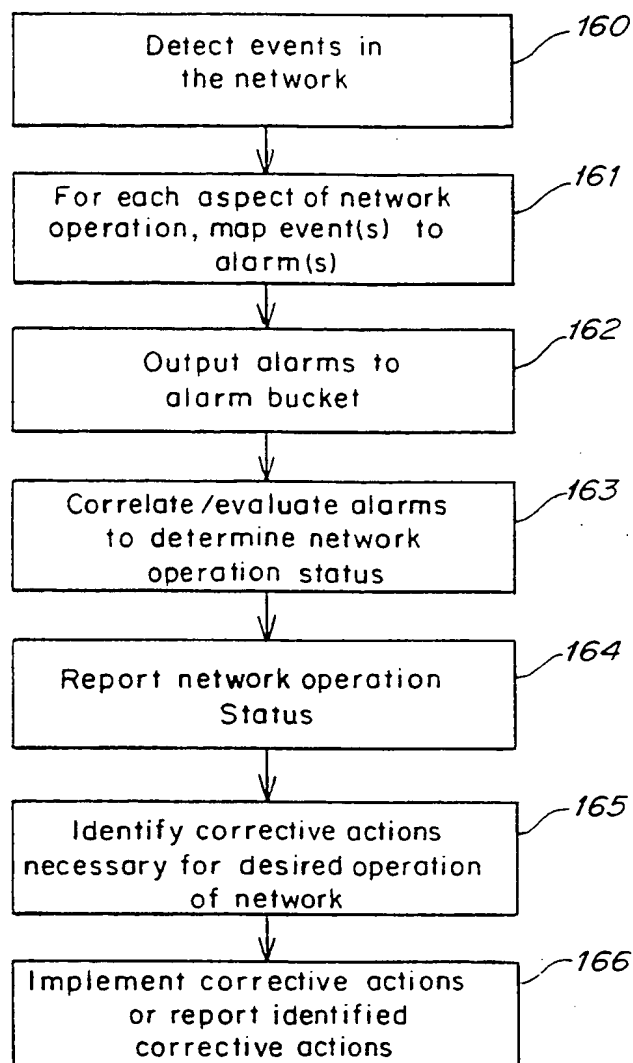 160
Detect events in
the network
161
For each aspect of network
operation, map event(s) to
alarm(s)
162
Output alarms to
alarm bucket
163
Correlate/evaluate alarms
to determine network
operation status
164
Report network operation
Status
165
Identify corrective actions
necessary for desired operation
of network
166
Implement corrective actions
or report identified
corrective actions